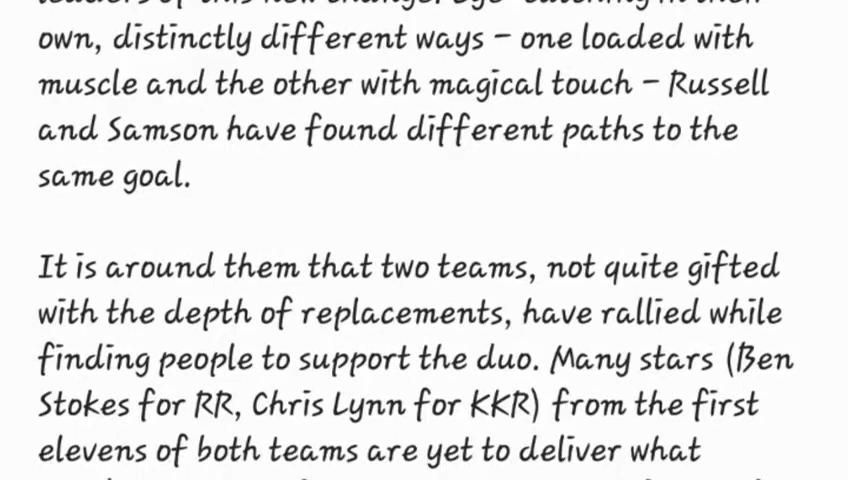 own, distinctly different ways – one loaded with
muscle and the other with magical touch – Russell
and Samson have found different paths to the
same goal.
It is around them that two teams, not quite gifted
with the depth of replacements, have rallied while
finding people to support the duo. Many stars (Ben
Stokes for RR, Chris Lynn for KKR) from the first
elevens of both teams are yet to deliver what